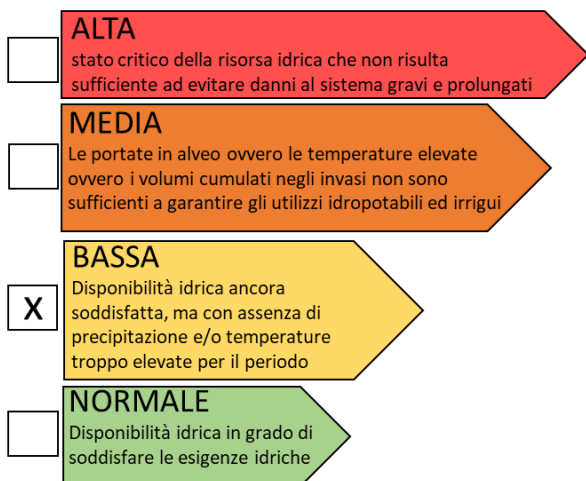 ALTA
stato critico della risorsa idrica che non risulta
sufficiente ad evitare danni al sistema gravi e prolungati
MEDIA
Le portate in alveo ovvero le temperature elevate
ovvero i volumi cumulati negli invasi non sono
sufficienti a garantire gli utilizzi idropotabili ed irrigui
X
BASSA
Disponibilità idrica ancora
soddisfatta, ma con assenza di
precipitazione e/o temperature
troppo elevate per il periodo
NORMALE
Disponibilità idrica in grado di
soddisfare le esigenze idriche